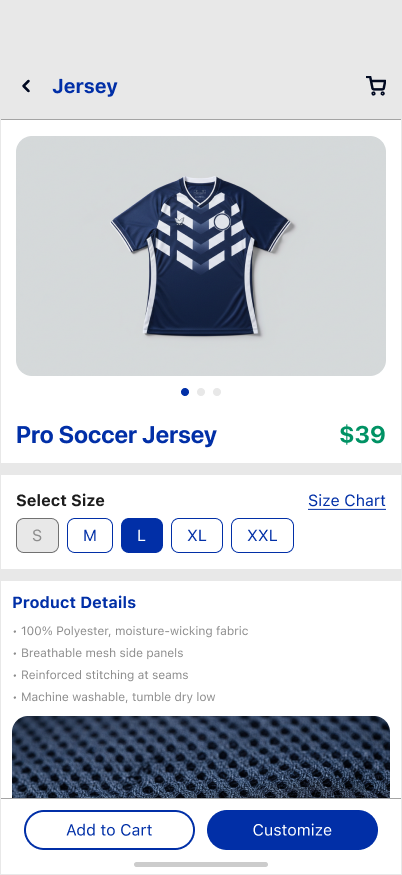 Jersey
Pro Soccer Jersey $39
Select Size Size Chart
S M L XL XXL
Product Details
• 100% Polyester, moisture-wicking fabric
• Breathable mesh side panels
• Reinforced stitching at seams
• Machine washable, tumble dry low
Add to Cart Customize